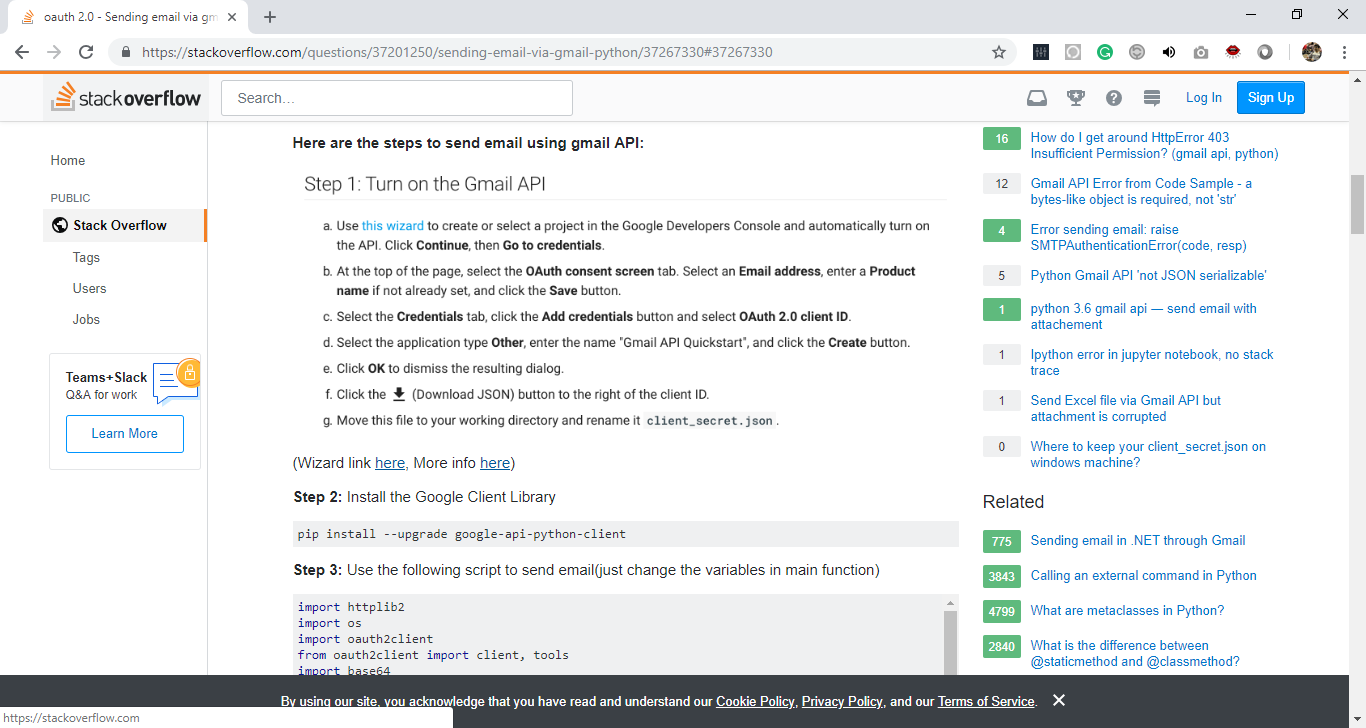 oauth 2.0 - Sending email via gm
https://stackoverflow.com/questions/37201250/sending-email-via-gmail-python/37267330#37267330
stackoverflow
Search...
Log In
Sign Up
Home
PUBLIC
Stack Overflow
Tags
Users
Jobs
Teams+Slack
Q&A for work
Learn More
Here are the steps to send email using gmail API:
Step 1: Turn on the Gmail API
a. Use this wizard to create or select a project in the Google Developers Console and automatically turn on
the API. Click Continue, then Go to credentials.
b. At the top of the page, select the OAuth consent screen tab. Select an Email address, enter a Product
name if not already set, and click the Save button.
c. Select the Credentials tab, click the Add credentials button and select OAuth 2.0 client ID.
d. Select the application type Other, enter the name "Gmail API Quickstart", and click the Create button.
e. Click OK to dismiss the resulting dialog.
f. Click the (Download JSON) button to the right of the client ID.
g. Move this file to your working directory and rename it client_secret.json .
(Wizard link here, More info here)
Step 2: Install the Google Client Library
pip install --upgrade google-api-python-client
Step 3: Use the following script to send email(just change the variables in main function)
import httplib2
import os
import oauth2client
from oauth2client import client, tools
import base64
16 How do I get around HttpError 403
Insufficient Permission? (gmail api, python)
12 Gmail API Error from Code Sample - a
bytes-like object is required, not 'str'
4 Error sending email: raise
SMTPAuthenticationError(code, resp)
5 Python Gmail API 'not JSON serializable'
1 python 3.6 gmail api — send email with
attachement
1 Ipython error in jupyter notebook, no stack
trace
1 Send Excel file via Gmail API but
attachment is corrupted
0 Where to keep your client_secret.json on
windows machine?
Related
775 Sending email in .NET through Gmail
3843 Calling an external command in Python
4799 What are metaclasses in Python?
2840 What is the difference between
@staticmethod and @classmethod?
By using our site, you acknowledge that you have read and understand our Cookie Policy, Privacy Policy, and our Terms of Service.
https://stackoverflow.com